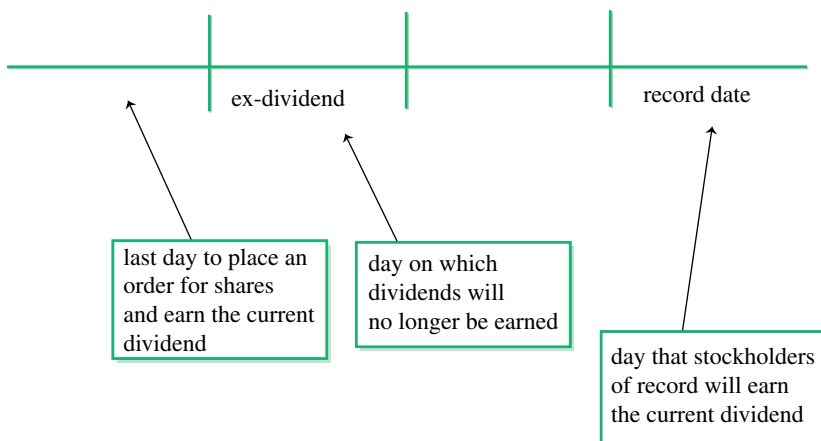 ex-dividend
record date
last day to place an
order for shares
and earn the current
dividend
day on which
dividends will
no longer be earned
day that stockholders
of record will earn
the current dividend